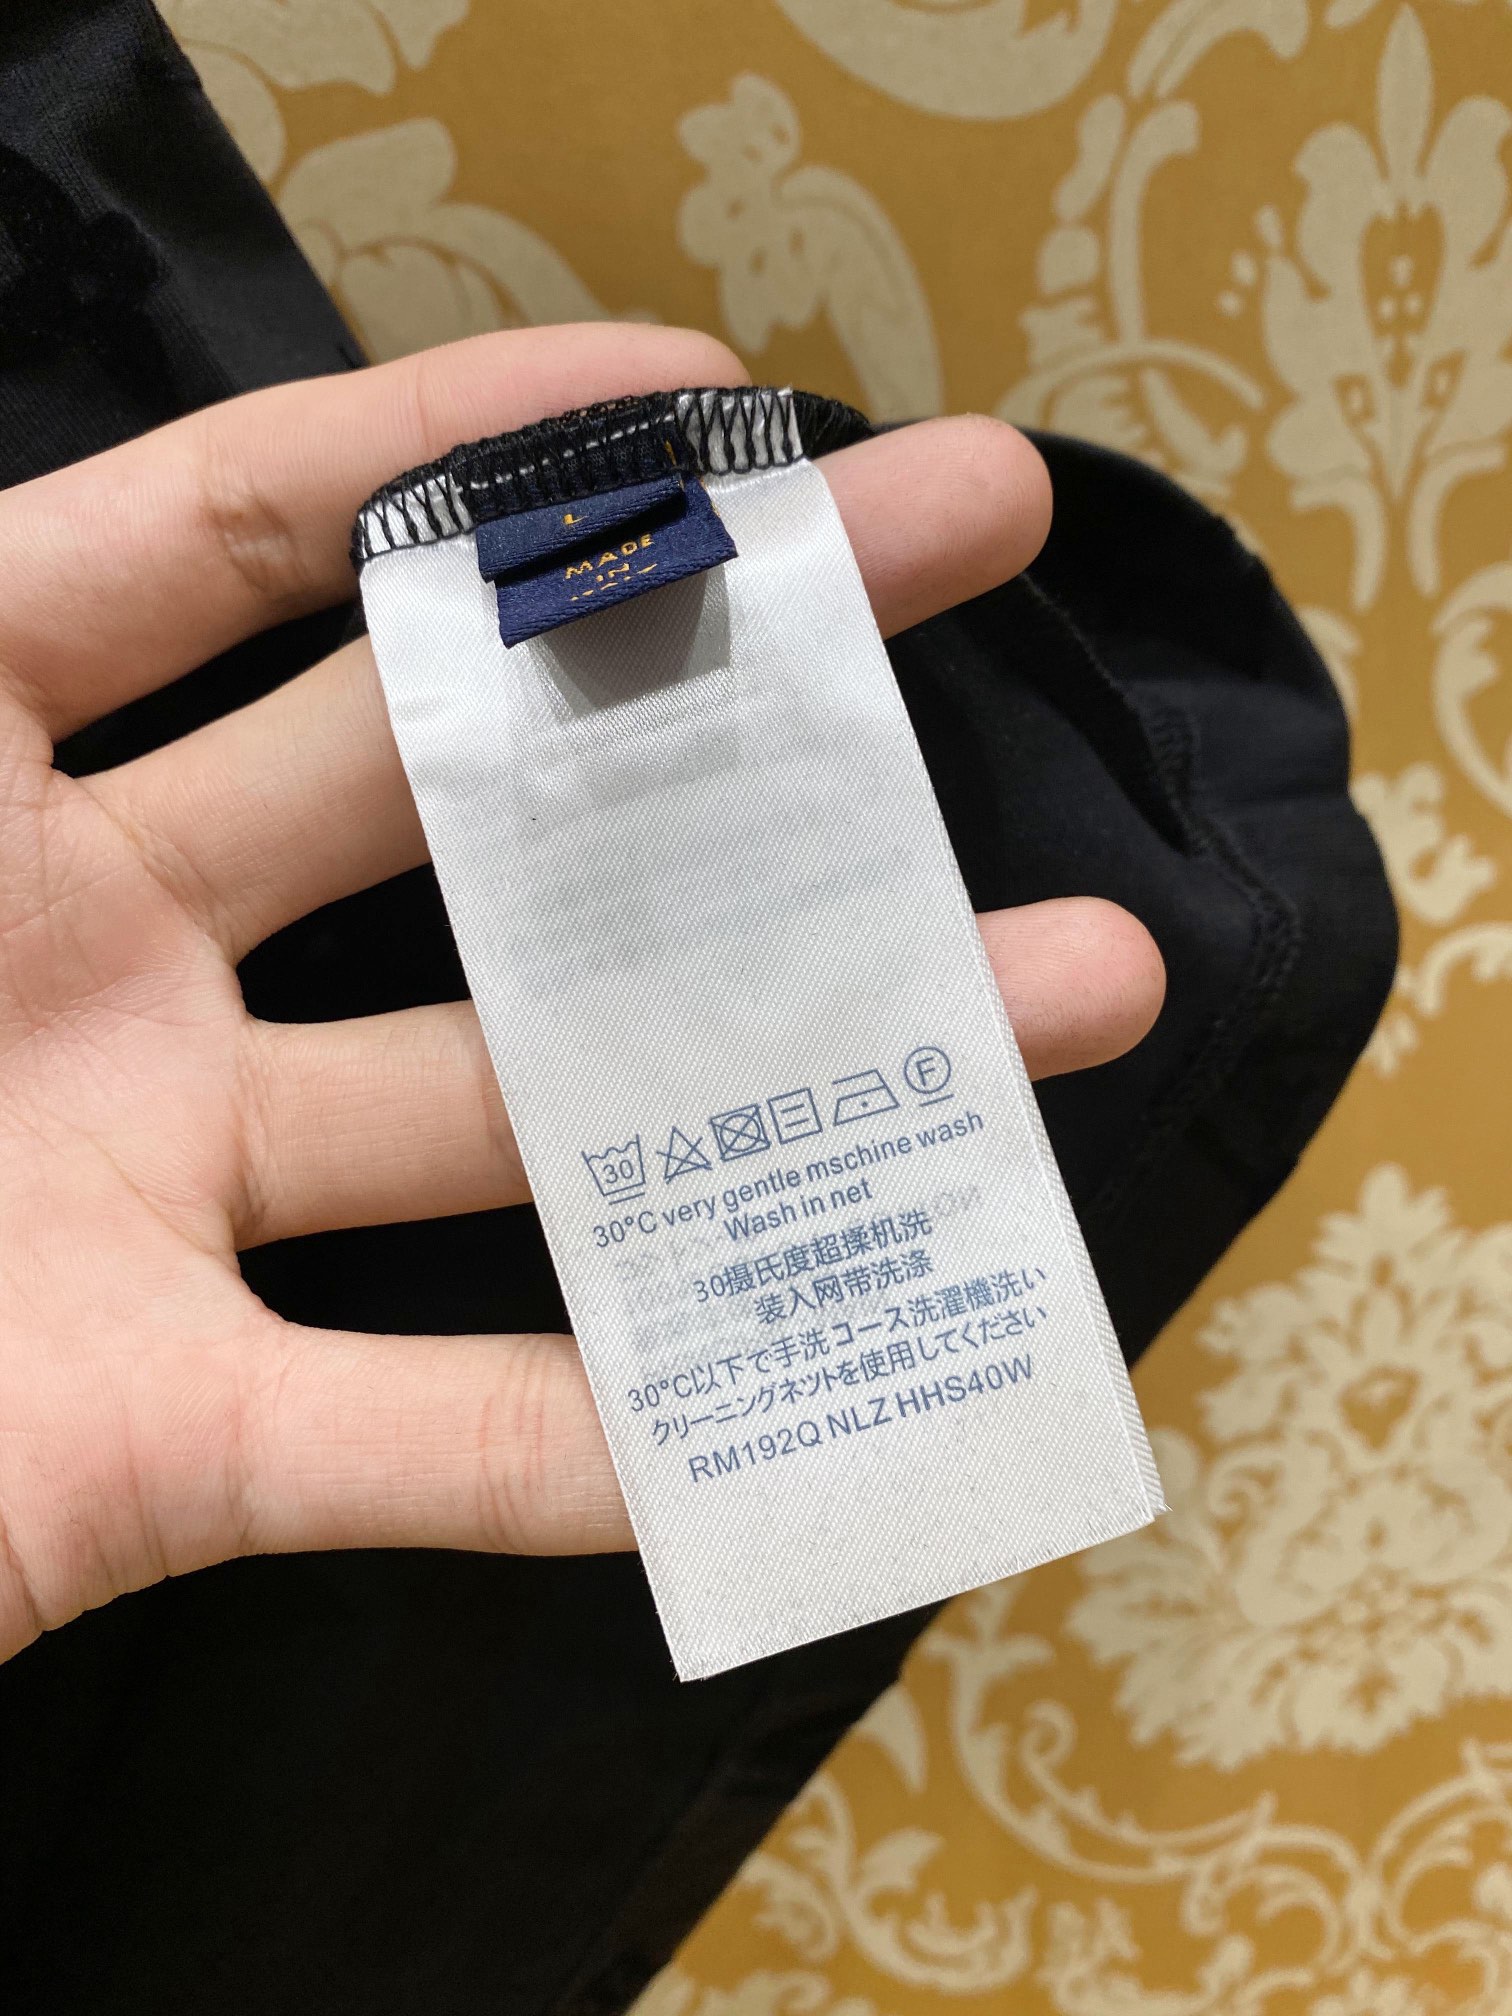 L
MADE
IN
30
F
30°C very gentle mschine wash
Wash in net
30摄氏度超揉机洗
装入网带洗涤
30°C以下で手洗コース洗濯機洗い
クリーニングネツトを使用してください
RM192Q NLZ HHS40W